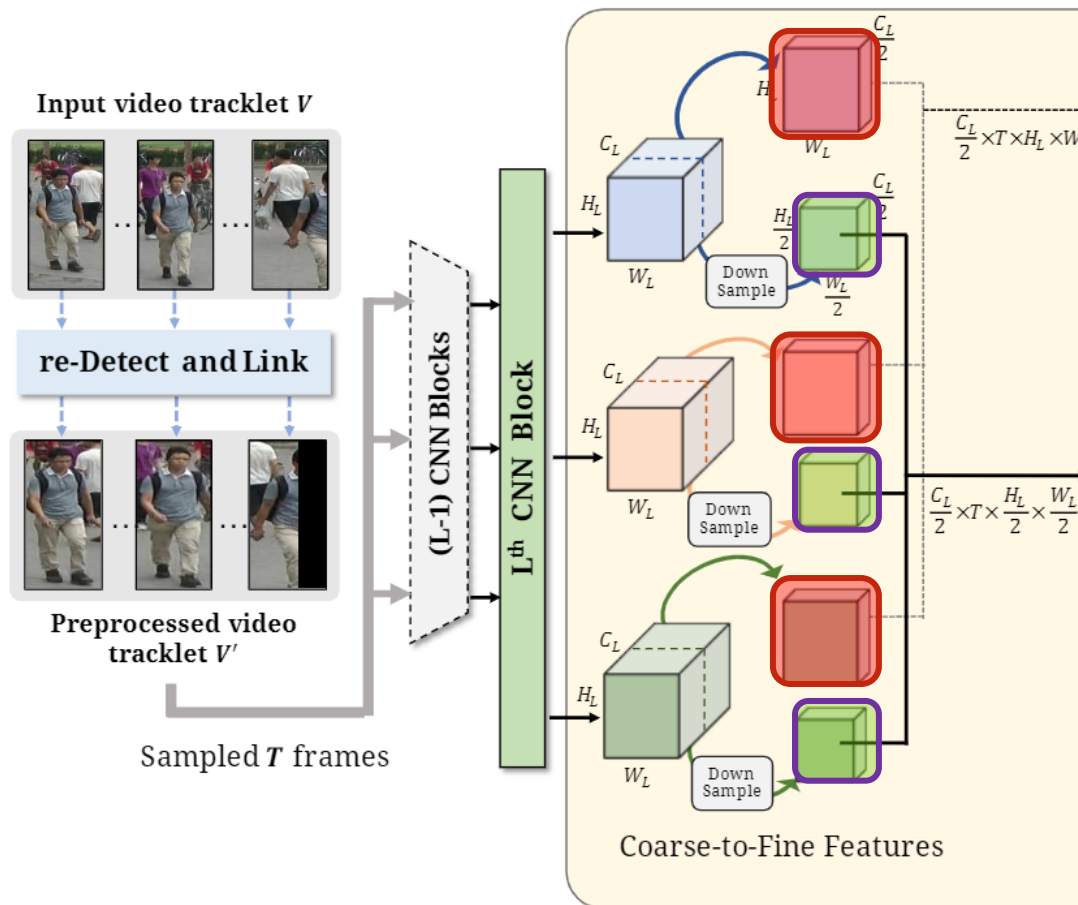 Input video tracklet V
... ...
re-Detect and Link
... ...
Preprocessed video
tracklet V′
Sampled T frames
(L-1) CNN Blocks
Lᵗʰ CNN Block
C_L
H_L
W_L
Down
Sample
H_L
W_L
C_L/2
H_L/2
W_L/2
C_L/2
C_L
H_L
W_L
Down
Sample
C_L
H_L
W_L
Down
Sample
C_L/2 ×T×H_L×W
C_L/2 ×T× H_L/2 × W_L/2
Coarse-to-Fine Features